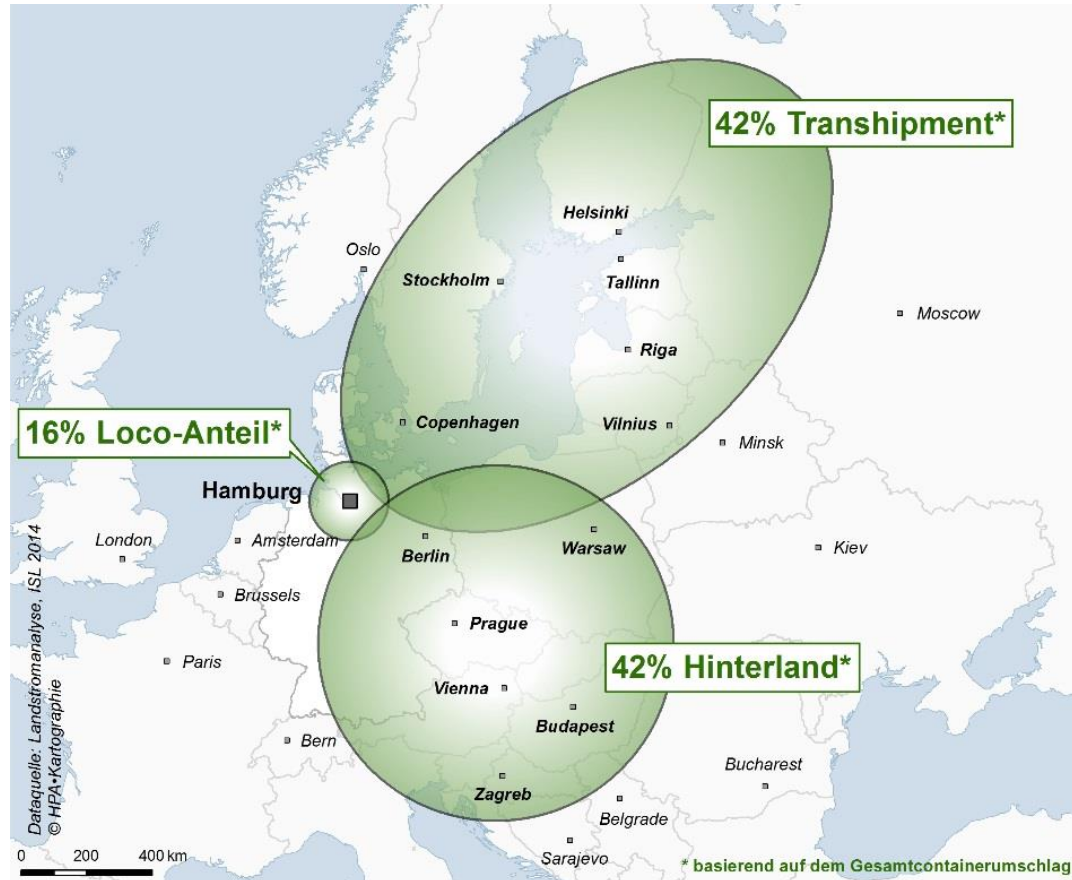 42% Transhipment*
Helsinki
Oslo
Tallinn
Stockholm
Moscow
Riga
16% Loco-Anteil*
Copenhagen
Vilnius
Minsk
Hamburg
London
Amsterdam
Berlin
Warsaw
Kiev
Brussels
Prague
Paris
42% Hinterland*
Vienna
Budapest
Bern
Bucharest
Zagreb
Belgrade
Sarajevo
Dataquelle: Landstromanalyse, ISL 2014
© HPA•Kartographie
0 200 400 km
* basierend auf dem Gesamtcontainerumschlag